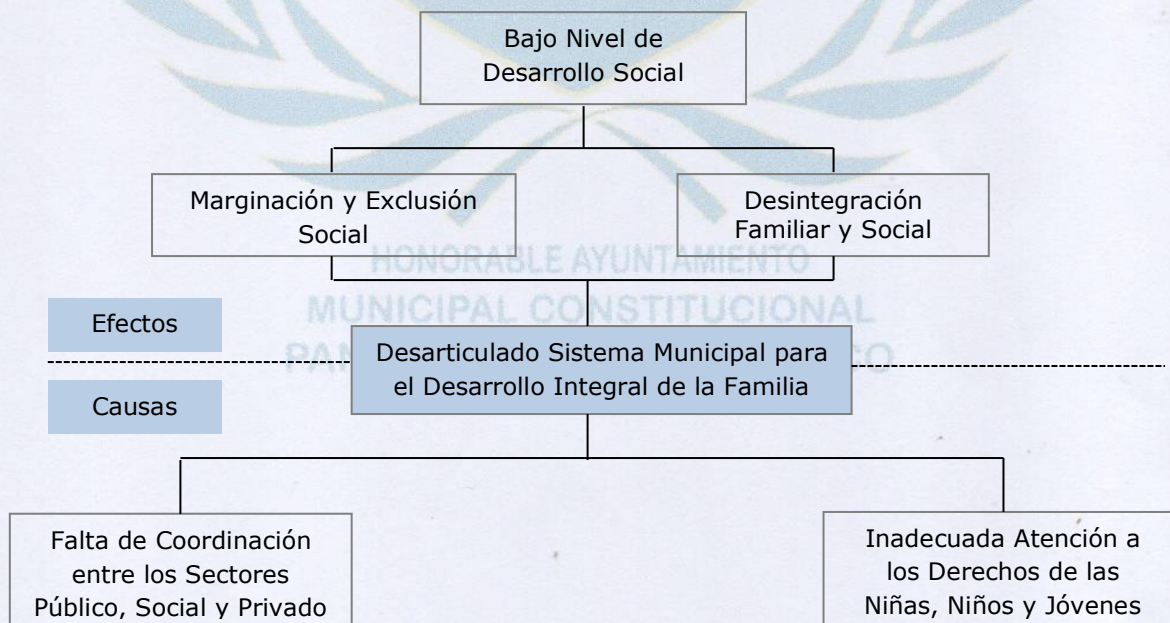 Bajo Nivel de
Desarrollo Social
Marginación y Exclusión
Social
Desintegración
Familiar y Social
HONORABLE AYUNTAMIENTO
MUNICIPAL CONSTITUCIONAL
Efectos
Desarticulado Sistema Municipal para
el Desarrollo Integral de la Familia
Causas
Falta de Coordinación
entre los Sectores
Público, Social y Privado
Inadecuada Atención a
los Derechos de las
Niñas, Niños y Jóvenes